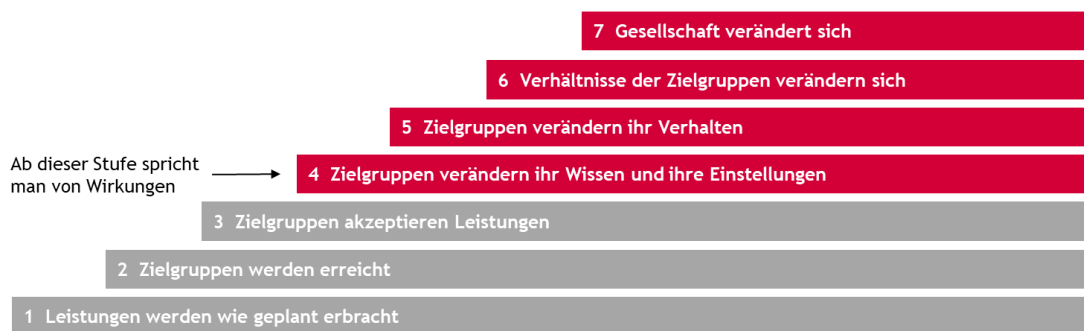 7 Gesellschaft verändert sich
6 Verhältnisse der Zielgruppen verändern sich
5 Zielgruppen verändern ihr Verhalten
Ab dieser Stufe spricht
man von Wirkungen
4 Zielgruppen verändern ihr Wissen und ihre Einstellungen
3 Zielgruppen akzeptieren Leistungen
2 Zielgruppen werden erreicht
1 Leistungen werden wie geplant erbracht